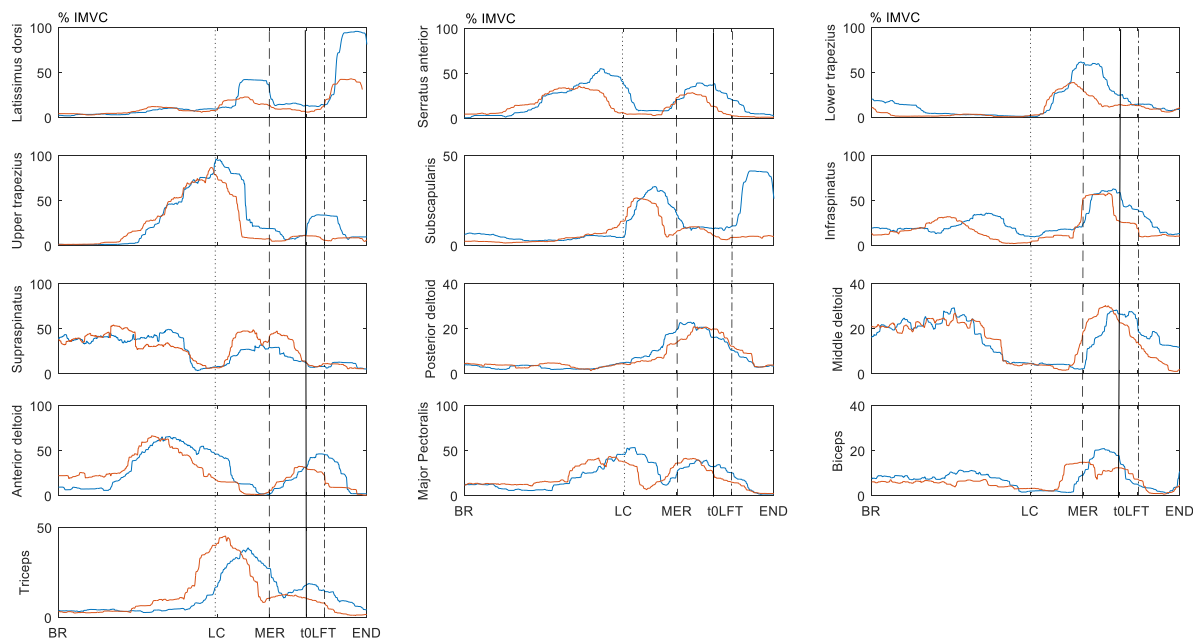 % IMVC
% IMVC
% IMVC
Latissimus dorsi
100
50
0
Serratus anterior
100
50
0
Lower trapezius
100
50
0
Upper trapezius
100
50
0
Subscapularis
50
0
Infraspinatus
100
50
0
Supraspinatus
100
50
0
Posterior deltoid
40
20
0
Middle deltoid
40
20
0
Anterior deltoid
100
50
0
Major Pectoralis
100
50
0
BR LC MER t0LFT END
Biceps
40
20
0
BR LC MER t0LFT END
Triceps
50
0
BR LC MER t0LFT END